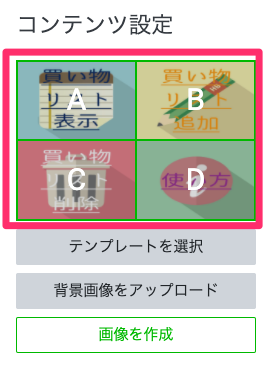 コンテンツ設定
買い物
リスト
表示
A
買い物
リスト
追加
B
買い物
リスト
削除
C
使い方
D
テンプレートを選択
背景画像をアップロード
画像を作成